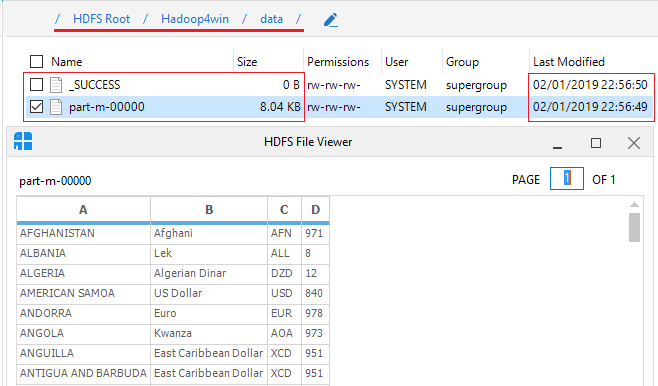 / HDFS Root / Hadoop4win / data /
Name Size Permissions User Group Last Modified
_SUCCESS 0 B rw-rw-rw- SYSTEM supergroup 02/01/2019 22:56:50
part-m-00000 8.04 KB rw-rw-rw- SYSTEM supergroup 02/01/2019 22:56:49
HDFS File Viewer
part-m-00000 PAGE 1 OF 1
A B C D
AFGHANISTAN Afghani AFN 971
ALBANIA Lek ALL 8
ALGERIA Algerian Dinar DZD 12
AMERICAN SAMOA US Dollar USD 840
ANDORRA Euro EUR 978
ANGOLA Kwanza AOA 973
ANGUILLA East Caribbean Dollar XCD 951
ANTIGUA AND BARBUDA East Caribbean Dollar XCD 951